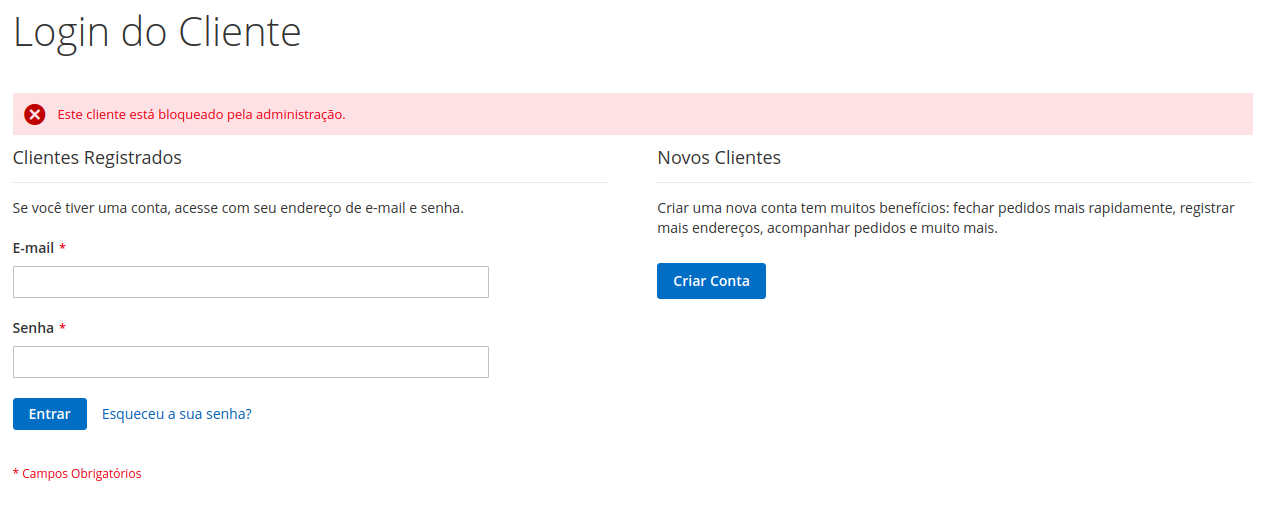 Login do Cliente
Este cliente está bloqueado pela administração.
Clientes Registrados
Se você tiver uma conta, acesse com seu endereço de e-mail e senha.
E-mail *
Senha *
Entrar
Esqueceu a sua senha?
* Campos Obrigatórios
Novos Clientes
Criar uma nova conta tem muitos benefícios: fechar pedidos mais rapidamente, registrar
mais endereços, acompanhar pedidos e muito mais.
Criar Conta